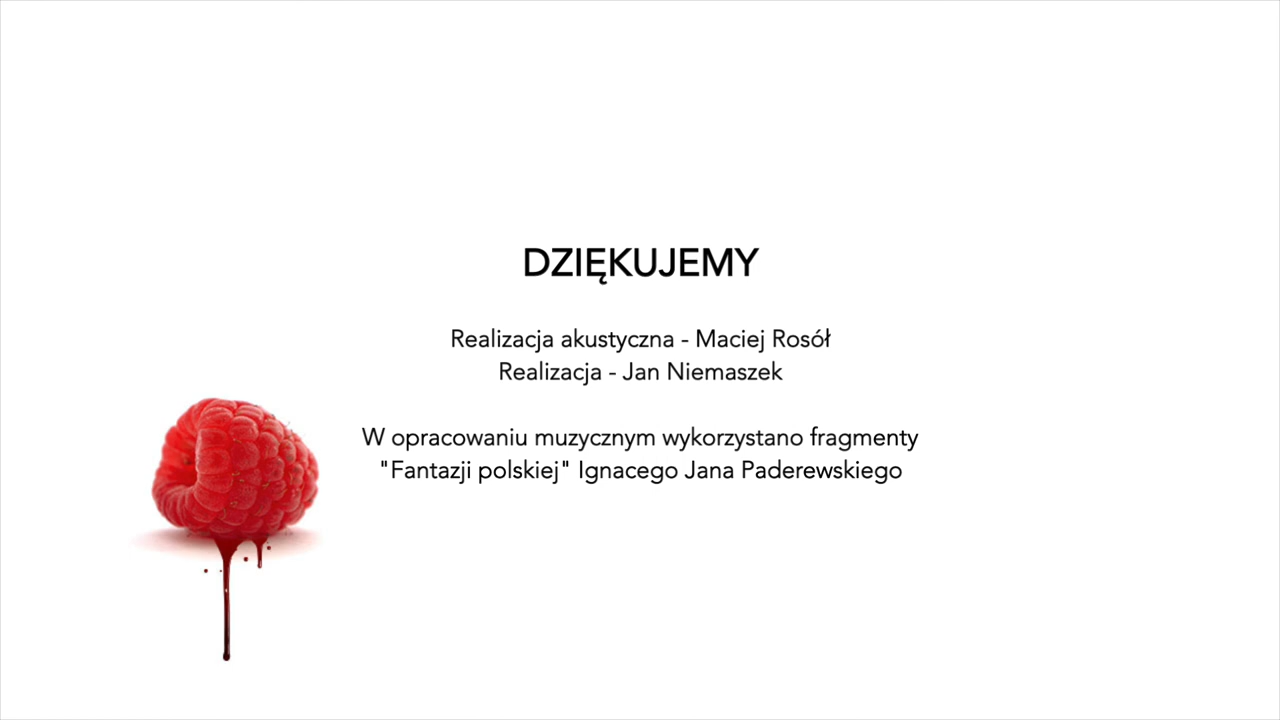 DZIĘKUJEMY
Realizacja akustyczna - Maciej Rosół
Realizacja - Jan Niemaszek
W opracowaniu muzycznym wykorzystano fragmenty
"Fantazji polskiej" Ignacego Jana Paderewskiego